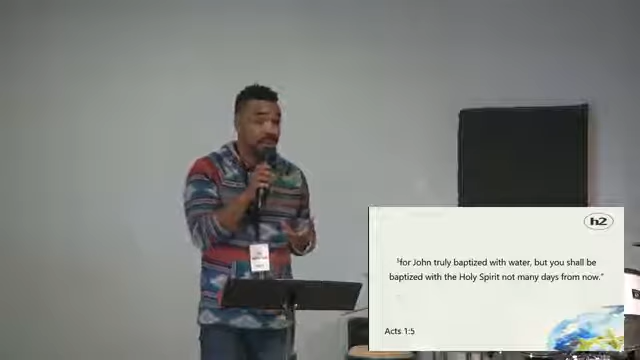 h2
⁵for John truly baptized with water, but you shall be
baptized with the Holy Spirit not many days from now."
Acts 1:5